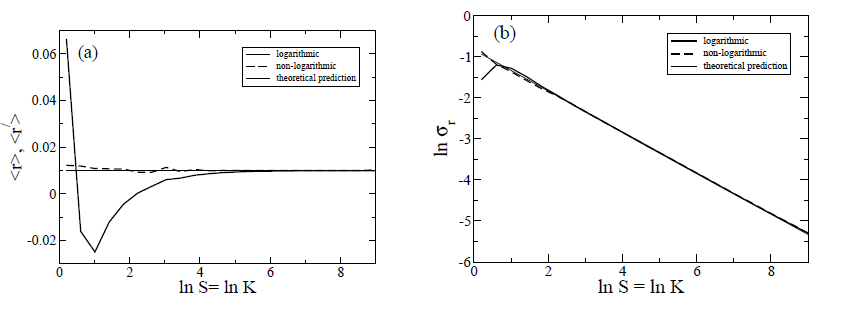 (a)
logarithmic
non-logarithmic
theoretical prediction
0.06
0.04
0.02
0
-0.02
<r>, <r/>
0 2 4 6 8
ln S= ln K
(b)
logarithmic
non-logarithmic
theoretical prediction
0
-1
-2
-3
-4
-5
-6
ln σr
0 2 4 6 8
ln S = ln K